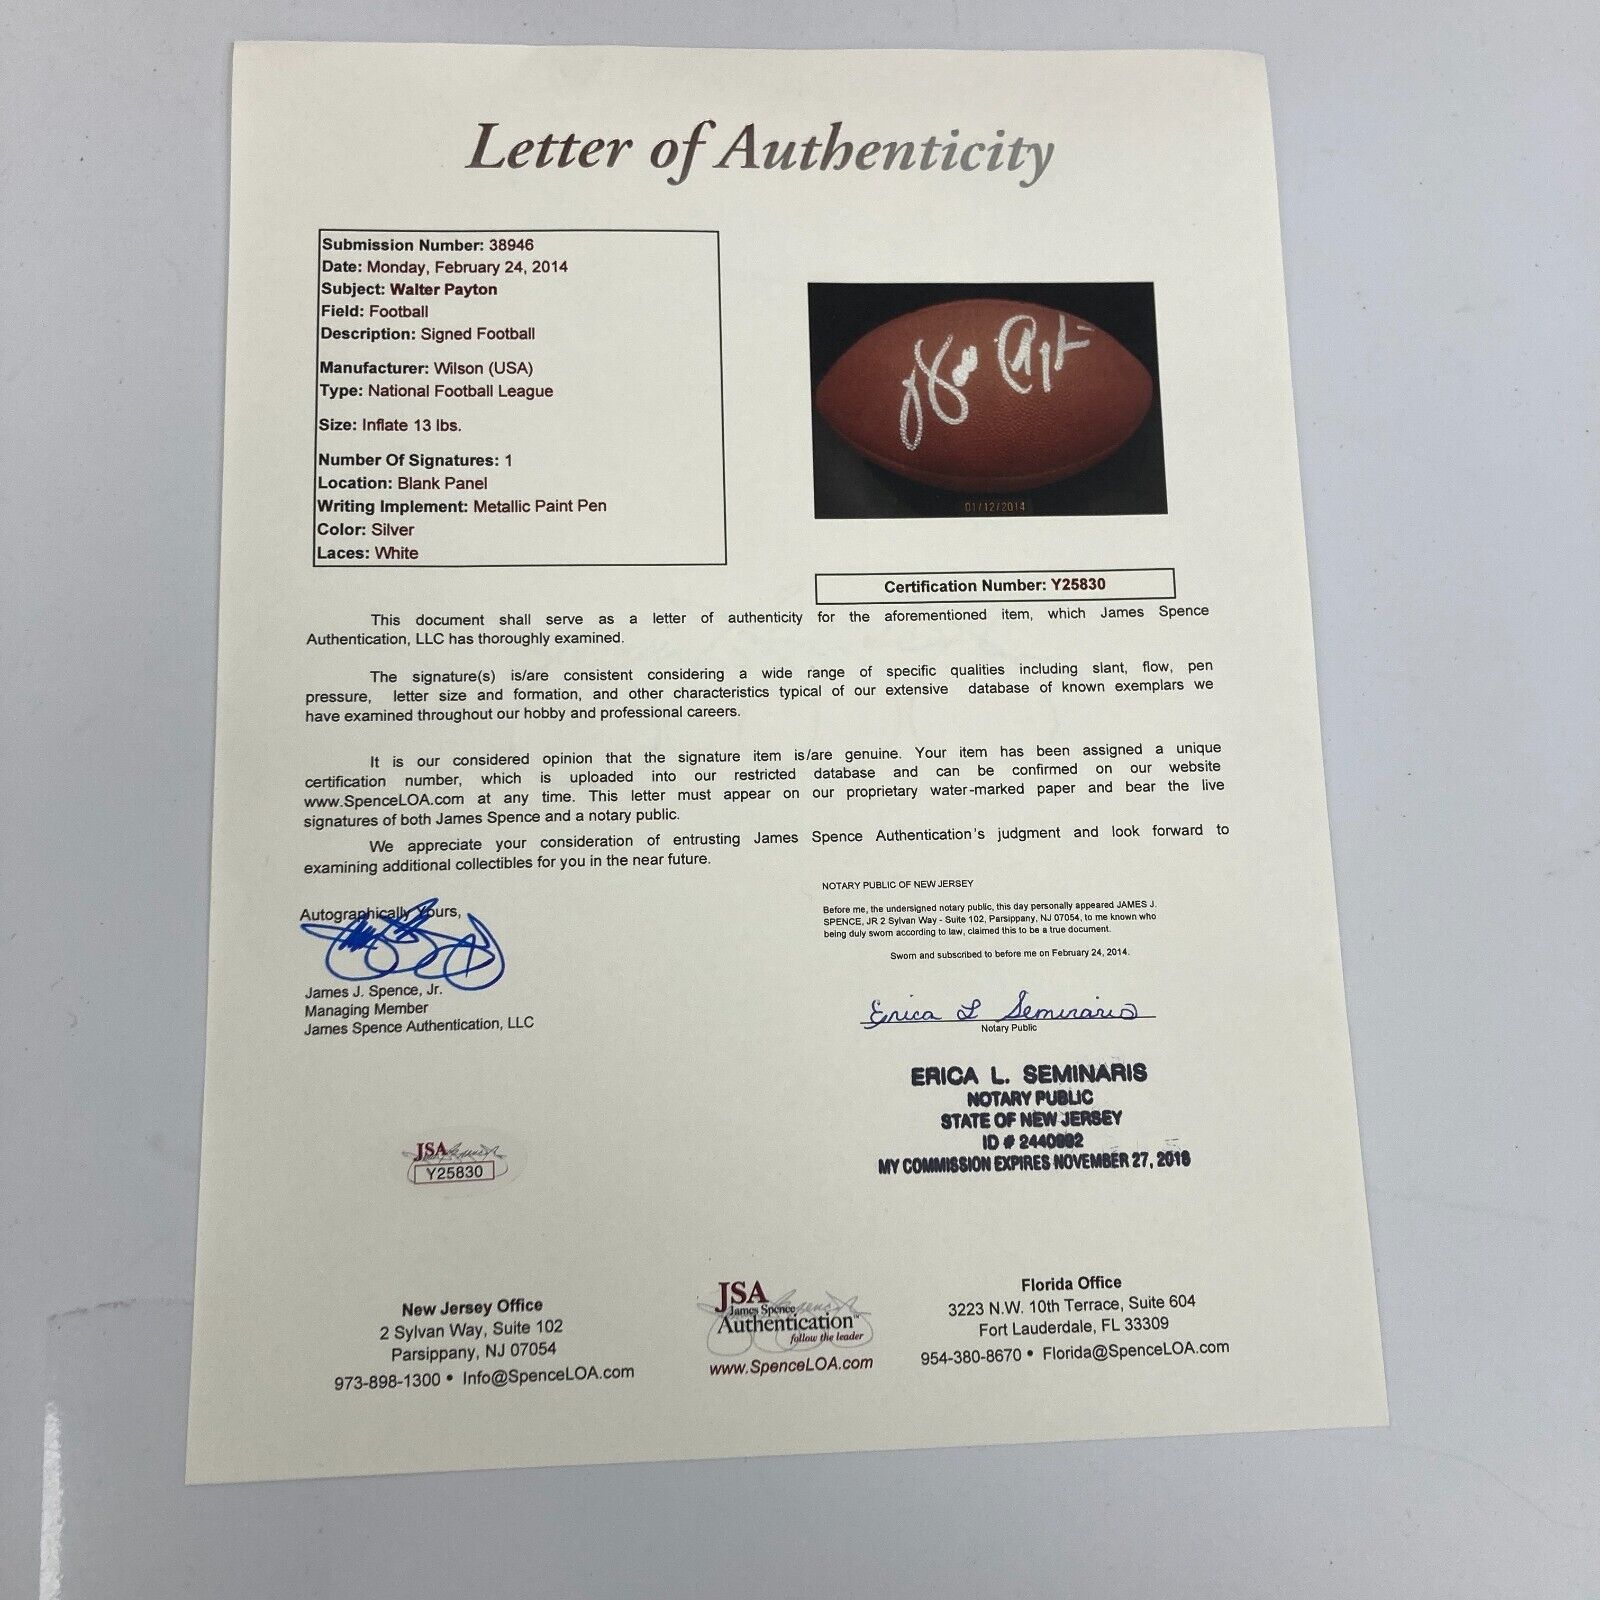 Letter of Authenticity
Submission Number: 38946
Date: Monday, February 24, 2014
Subject: Walter Payton
Field: Football
Description: Signed Football
Manufacturer: Wilson (USA)
Type: National Football League
Size: Inflate 13 lbs.
Number Of Signatures: 1
Location: Blank Panel
Writing Implement: Metallic Paint Pen
Color: Silver
Laces: White
01/12/2014
Certification Number: Y25830
This document shall serve as a letter of authenticity for the aforementioned item, which James Spence
Authentication, LLC has thoroughly examined.
The signature(s) is/are consistent considering a wide range of specific qualities including slant, flow, pen
pressure, letter size and formation, and other characteristics typical of our extensive database of known exemplars we
have examined throughout our hobby and professional careers.
It is our considered opinion that the signature item is/are genuine. Your item has been assigned a unique
certification number, which is uploaded into our restricted database and can be confirmed on our website
www.SpenceLOA.com at any time. This letter must appear on our proprietary water-marked paper and bear the live
signatures of both James Spence and a notary public.
We appreciate your consideration of entrusting James Spence Authentication's judgment and look forward to
examining additional collectibles for you in the near future.
Autographically Yours,
James J. Spence, Jr.
Managing Member
James Spence Authentication, LLC
NOTARY PUBLIC OF NEW JERSEY
Before me, the undersigned notary public, this day personally appeared JAMES J.
SPENCE, JR 2 Sylvan Way - Suite 102, Parsippany, NJ 07054, to me known who
being duly sworn according to law, claimed this to be a true document.
Sworn and subscribed to before me on February 24, 2014.
Erica L Seminaris
Notary Public
ERICA L. SEMINARIS
NOTARY PUBLIC
STATE OF NEW JERSEY
ID #
MY COMMISSION EXPIRES NOVEMBER 27,
JSA
Y25830
New Jersey Office
2 Sylvan Way, Suite 102
Parsippany, NJ 07054
973-898-1300 • Info@SpenceLOA.com
JSA
James Spence
Authentication™
follow the leader
www.SpenceLOA.com
Florida Office
3223 N.W. 10th Terrace, Suite 604
Fort Lauderdale, FL 33309
954-380-8670 • Florida@SpenceLOA.com